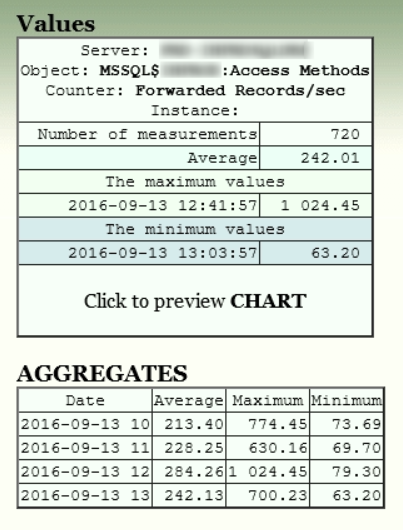 Values
Server:
Object: MSSQL$ :Access Methods
Counter: Forwarded Records/sec
Instance:
Number of measurements 720
Average 242.01
The maximum values
2016-09-13 12:41:57 1 024.45
The minimum values
2016-09-13 13:03:57 63.20
Click to preview CHART
AGGREGATES
Date Average Maximum Minimum
2016-09-13 10 213.40 774.45 73.69
2016-09-13 11 228.25 630.16 69.70
2016-09-13 12 284.26 1 024.45 79.30
2016-09-13 13 242.13 700.23 63.20